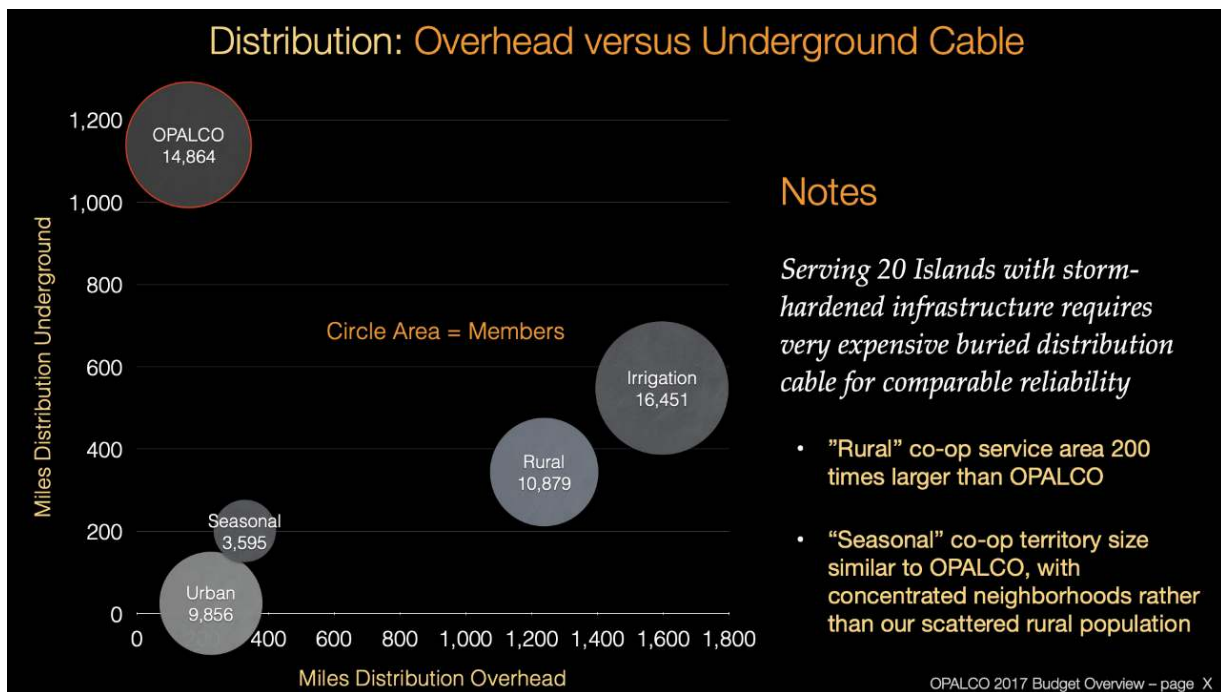 Distribution: Overhead versus Underground Cable
Miles Distribution Underground
1,200
1,000
800
600
400
200
0
OPALCO
14,864
Circle Area = Members
Irrigation
16,451
Rural
10,879
Seasonal
3,595
Urban
9,856
0 200 400 600 800 1,000 1,200 1,400 1,600 1,800
Miles Distribution Overhead
Notes
Serving 20 Islands with storm-
hardened infrastructure requires
very expensive buried distribution
cable for comparable reliability
• ”Rural” co-op service area 200
times larger than OPALCO
• “Seasonal” co-op territory size
similar to OPALCO, with
concentrated neighborhoods rather
than our scattered rural population
OPALCO 2017 Budget Overview – page X